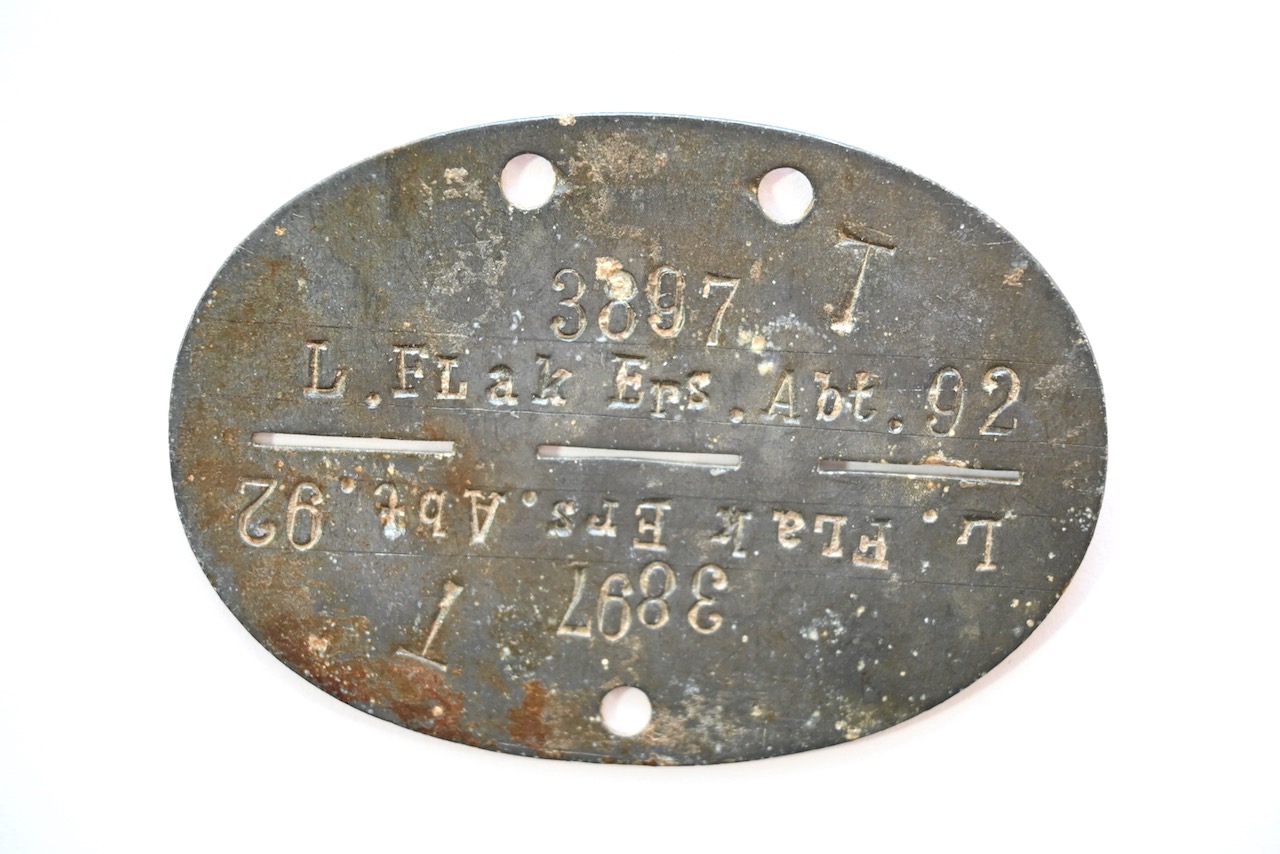 3897
I
L. FLak Ers. Abt. 92
L. FLak Ers. Abt. 92
3897
I